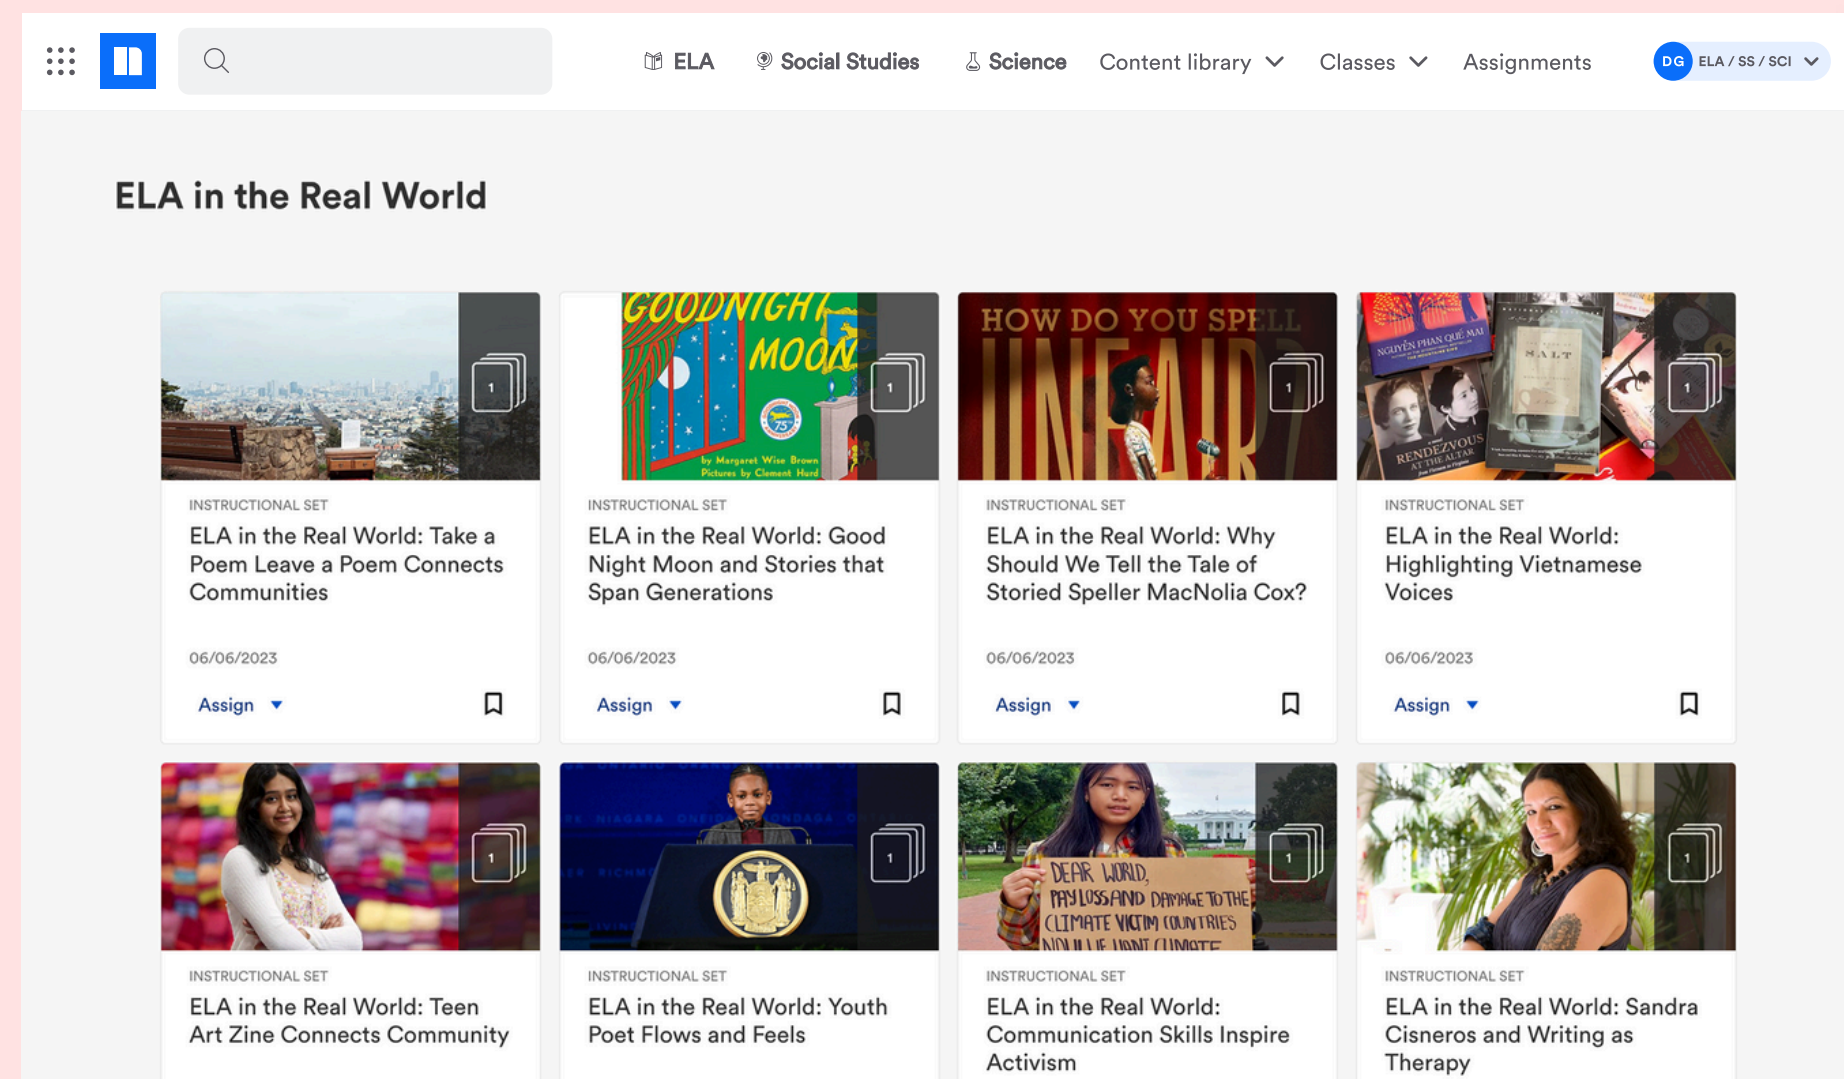 ELA
Social Studies
Science
Content library
Classes
Assignments
DG
ELA / SS / SCI
ELA in the Real World
1
GOODNIGHT
MOON
75
by Margaret Wise Brown
Pictures by Clement Hurd
1
HOW DO YOU SPELL
UNFAIR?
1
NGUYỄN PHAN QUẾ MAI
SALT
RENDEZVOUS
AT THE ALTAR
From Vietnam to Virginia
1
INSTRUCTIONAL SET
ELA in the Real World: Take a
Poem Leave a Poem Connects
Communities
06/06/2023
Assign
INSTRUCTIONAL SET
ELA in the Real World: Good
Night Moon and Stories that
Span Generations
06/06/2023
Assign
INSTRUCTIONAL SET
ELA in the Real World: Why
Should We Tell the Tale of
Storied Speller MacNolia Cox?
06/06/2023
Assign
INSTRUCTIONAL SET
ELA in the Real World:
Highlighting Vietnamese
Voices
06/06/2023
Assign
1
NIAGARA ONEIDA ONONDAGA
RICHMO
LIVIN
1
DEAR WORLD,
PAY LOSS AND DAMAGE TO THE
CLIMATE VICTIM COUNTRIES
1
1
INSTRUCTIONAL SET
ELA in the Real World: Teen
Art Zine Connects Community
INSTRUCTIONAL SET
ELA in the Real World: Youth
Poet Flows and Feels
INSTRUCTIONAL SET
ELA in the Real World:
Communication Skills Inspire
Activism
INSTRUCTIONAL SET
ELA in the Real World: Sandra
Cisneros and Writing as
Therapy